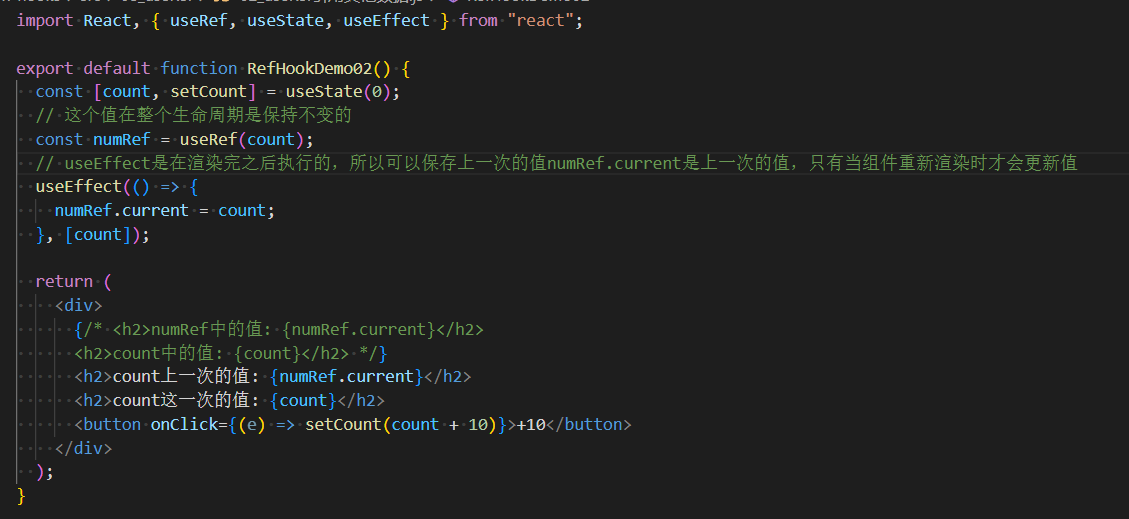 import React, { useRef, useState, useEffect } from "react";
export default function RefHookDemo02() {
const [count, setCount] = useState(0);
// 这个值在整个生命周期是保持不变的
const numRef = useRef(count);
// useEffect是在渲染完之后执行的，所以可以保存上一次的值numRef.current是上一次的值，只有当组件重新渲染时才会更新值
useEffect(() => {
numRef.current = count;
}, [count]);
return (
<div>
{/* <h2>numRef中的值: {numRef.current}</h2>
<h2>count中的值: {count}</h2> */}
<h2>count上一次的值: {numRef.current}</h2>
<h2>count这一次的值: {count}</h2>
<button onClick={(e) => setCount(count + 10)}>+10</button>
</div>
);
}